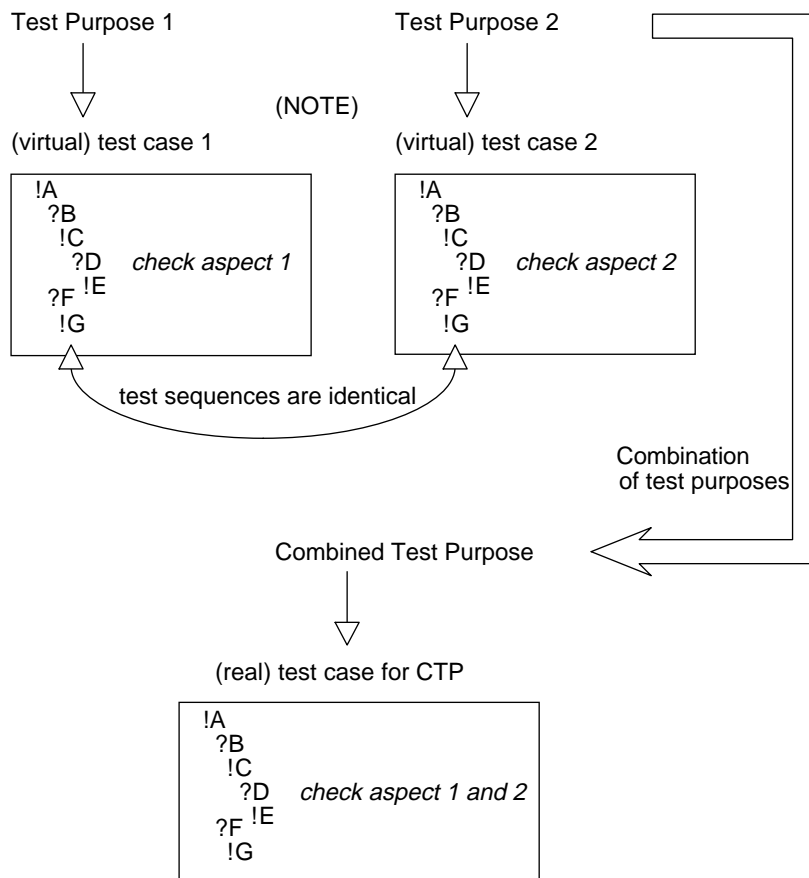 Test Purpose 1
Test Purpose 2
(NOTE)
(virtual) test case 1
(virtual) test case 2
!A
?B
!C
?D check aspect 1
!E
?F
!G
!A
?B
!C
?D check aspect 2
!E
?F
!G
test sequences are identical
Combination
of test purposes
Combined Test Purpose
(real) test case for CTP
!A
?B
!C
?D check aspect 1 and 2
!E
?F
!G